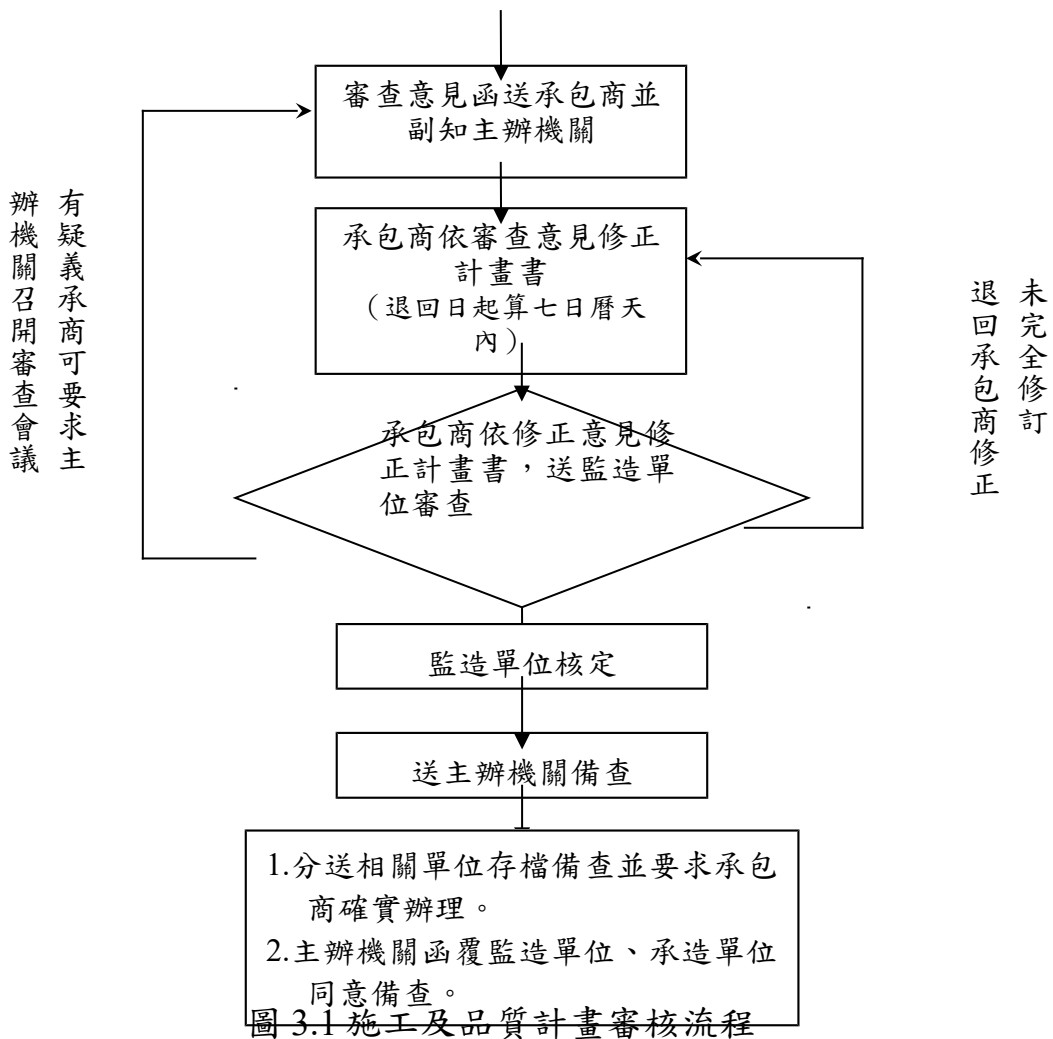 審查意見函送承包商並
副知主辦機關
有疑義承商可要求主
辦機關召開審查會議
承包商依審查意見修正
計畫書
（退回日起算七日曆天
內）
未完全修訂
退回承包商修正
承包商依修正意見修
正計畫書，送監造單
位審查
監造單位核定
送主辦機關備查
1.分送相關單位存檔備查並要求承包
商確實辦理。
2.主辦機關函覆監造單位、承造單位
同意備查。
圖 3.1 施工及品質計畫審核流程